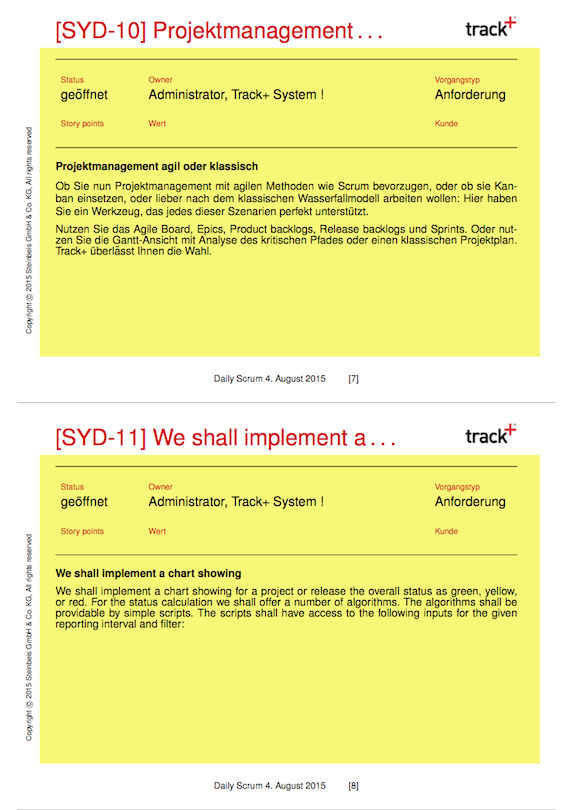 [SYD-10] Projektmanagement...
track+
Status
Owner
Vorgangstyp
geöffnet
Administrator, Track+ System !
Anforderung
Story points
Wert
Kunde
Projektmanagement agil oder klassisch
Ob Sie nun Projektmanagement mit agilen Methoden wie Scrum bevorzugen, oder ob sie Kan-
ban einsetzen, oder lieber nach dem klassischen Wasserfallmodell arbeiten wollen: Hier haben
Sie ein Werkzeug, das jedes dieser Szenarien perfekt unterstützt.
Nutzen Sie das Agile Board, Epics, Product backlogs, Release backlogs und Sprints. Oder nut-
zen Sie die Gantt-Ansicht mit Analyse des kritischen Pfades oder einen klassischen Projektplan.
Track+ überlässt Ihnen die Wahl.
Copyright © 2015 Steinbeis GmbH & Co. KG, All rights reserved
Daily Scrum 4. August 2015 [7]
[SYD-11] We shall implement a...
track+
Status
Owner
Vorgangstyp
geöffnet
Administrator, Track+ System !
Anforderung
Story points
Wert
Kunde
We shall implement a chart showing
We shall implement a chart showing for a project or release the overall status as green, yellow,
or red. For the status calculation we shall offer a number of algorithms. The algorithms shall be
providable by simple scripts. The scripts shall have access to the following inputs for the given
reporting interval and filter:
Copyright © 2015 Steinbeis GmbH & Co. KG, All rights reserved
Daily Scrum 4. August 2015 [8]